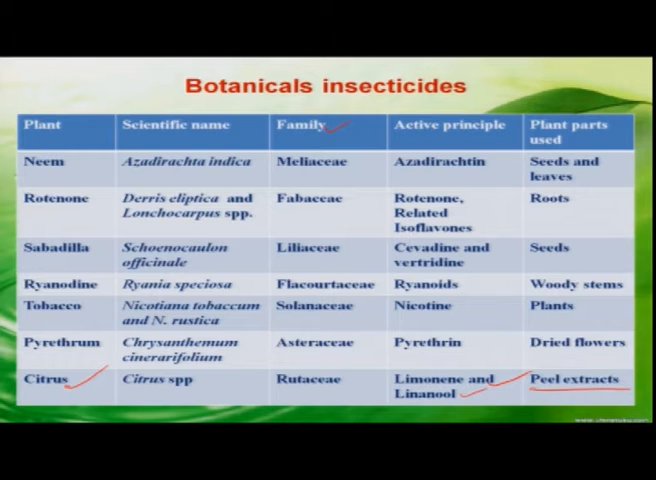 Botanicals insecticides
Plant Scientific name Family Active principle Plant parts
used
Neem Azadirachta indica Meliaceae Azadirachtin Seeds and
leaves
Rotenone Derris eliptica and Fabaceae Rotenone, Roots
Lonchocarpus spp. Related
Isoflavones
Sabadilla Schoenocaulon Liliaceae Cevadine and Seeds
officinale vertridine
Ryanodine Ryania speciosa Flacourtaceae Ryanoids Woody stems
Tobacco Nicotiana tobaccum Solanaceae Nicotine Plants
and N. rustica
Pyrethrum Chrysanthemum Asteraceae Pyrethrin Dried flowers
cinerarifolium
Citrus Citrus spp Rutaceae Limonene and Peel extracts
Linanool